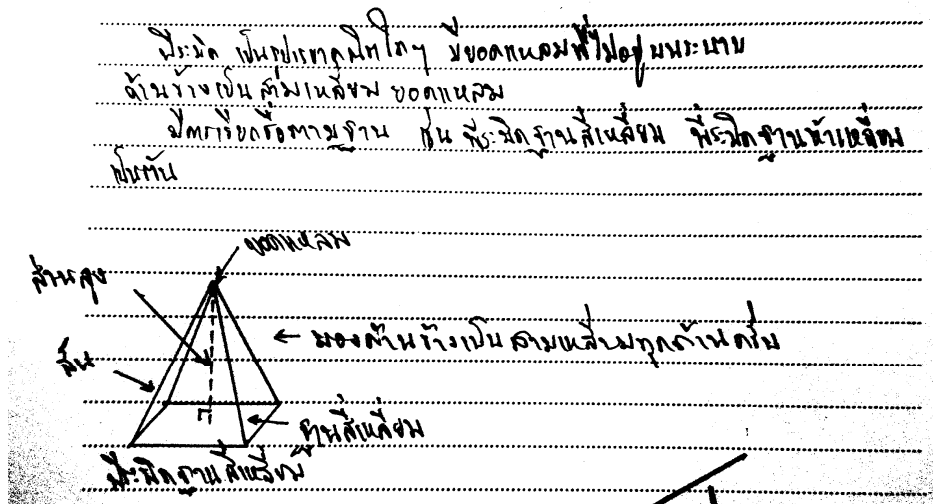 พีระมิด เป็นรูปเรขาคณิตใดๆ มียอดแหลมที่ไม่อยู่บนระนาบ
ด้านข้างเป็นสามเหลี่ยม ยอดแหลม
มีการเรียกชื่อตามฐาน เช่น พีระมิดฐานสี่เหลี่ยม พีระมิดฐานห้าเหลี่ยม
เป็นต้น
ยอดแหลม
ส่วนสูง
มองด้านข้างเป็นสามเหลี่ยมทุกด้านครับ
สัน
ฐานสี่เหลี่ยม
พีระมิดฐานสี่เหลี่ยม